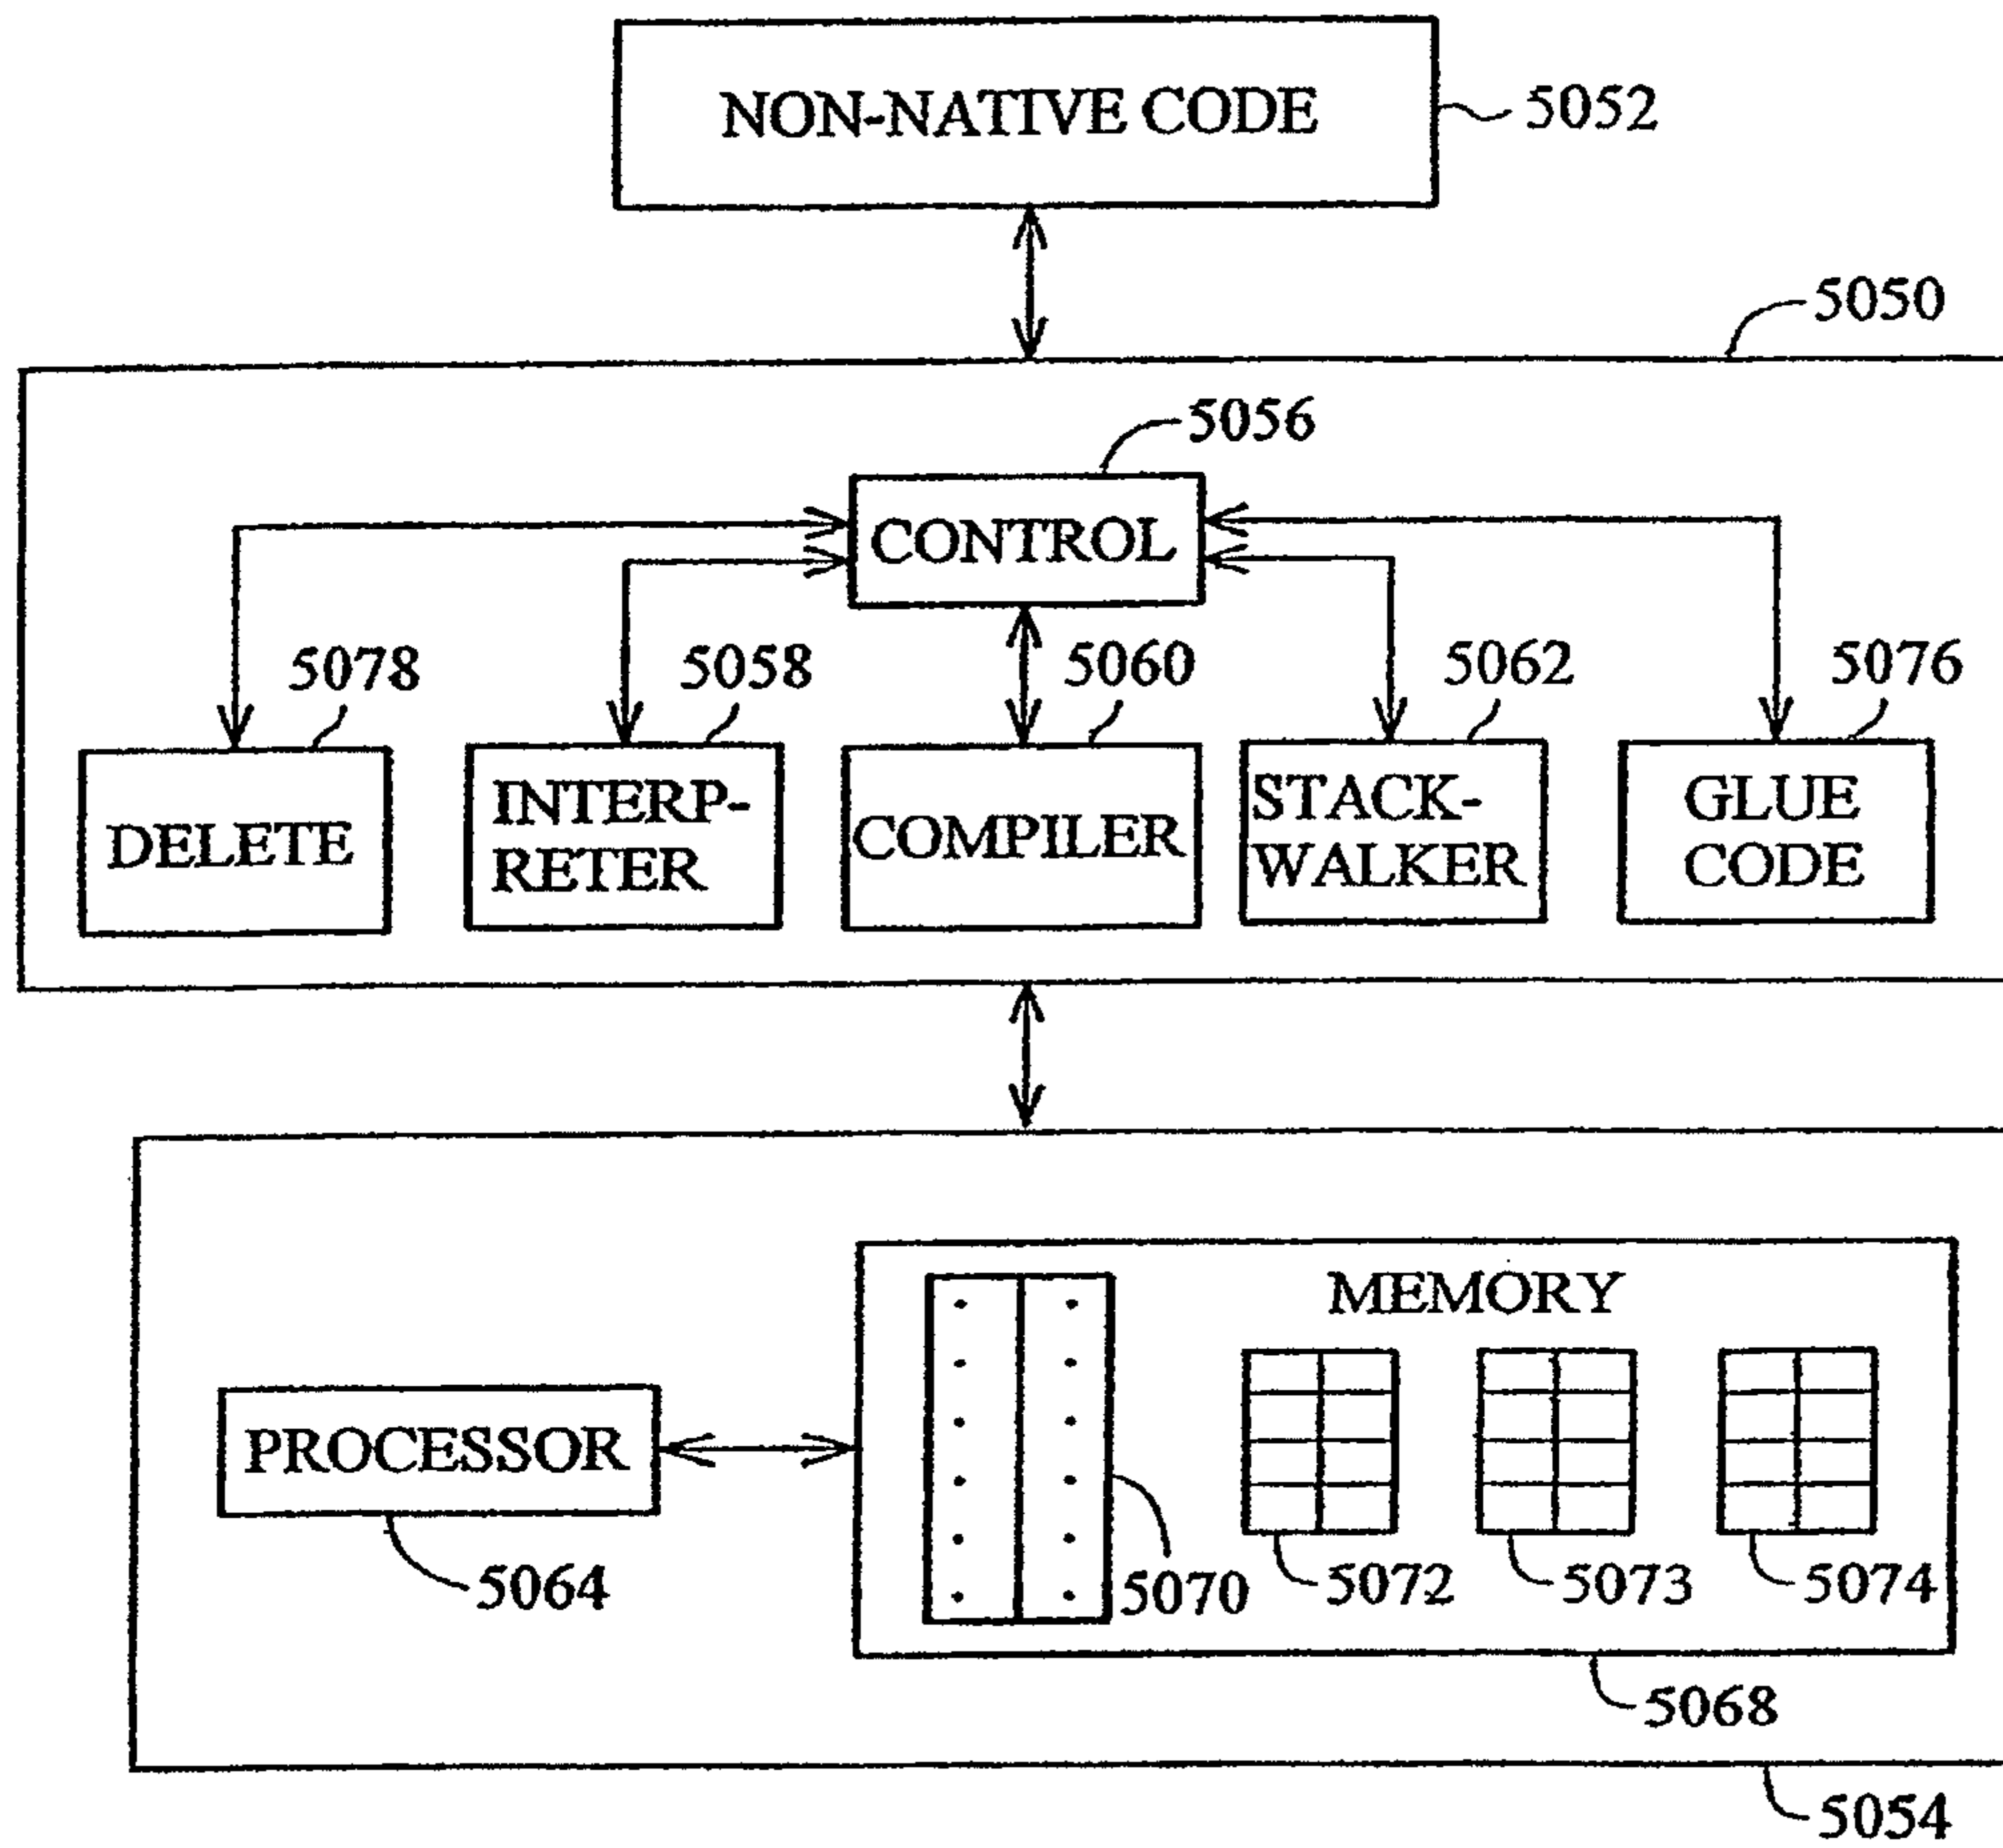 NON-NATIVE CODE
5052
5050
5056
CONTROL
5078
5058
5060
5062
5076
DELETE
INTERP-
RETER
COMPILER
STACK-
WALKER
GLUE
CODE
MEMORY
PROCESSOR
5064
5070
5072
5073
5074
5068
5054